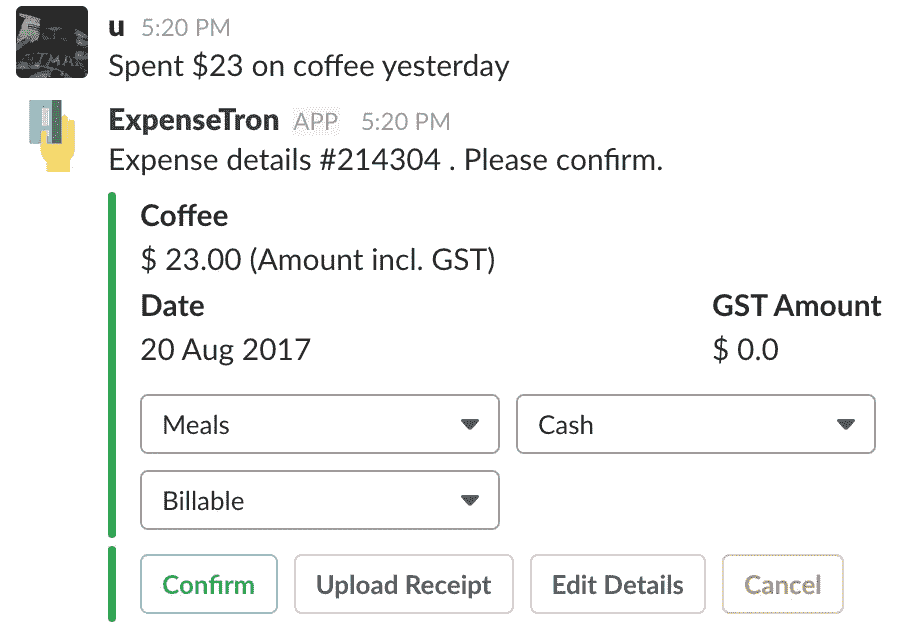 u 5:20 PM
Spent $23 on coffee yesterday
ExpenseTron APP 5:20 PM
Expense details #214304 . Please confirm.
Coffee
$ 23.00 (Amount incl. GST)
Date GST Amount
20 Aug 2017 $ 0.0
Meals Cash
Billable
Confirm Upload Receipt Edit Details Cancel